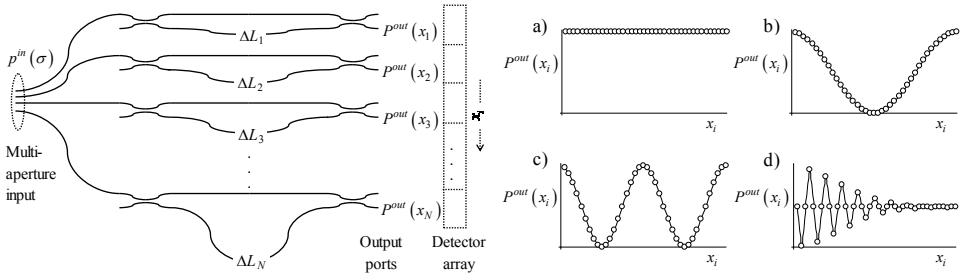 p^in(σ)
Multi-
aperture
input
ΔL_1
ΔL_2
ΔL_3
ΔL_N
P^out(x_1)
P^out(x_2)
P^out(x_3)
P^out(x_N)
Output
ports
Detector
array
a)
P^out(x_i)
x_i
b)
P^out(x_i)
x_i
c)
P^out(x_i)
x_i
d)
P^out(x_i)
x_i